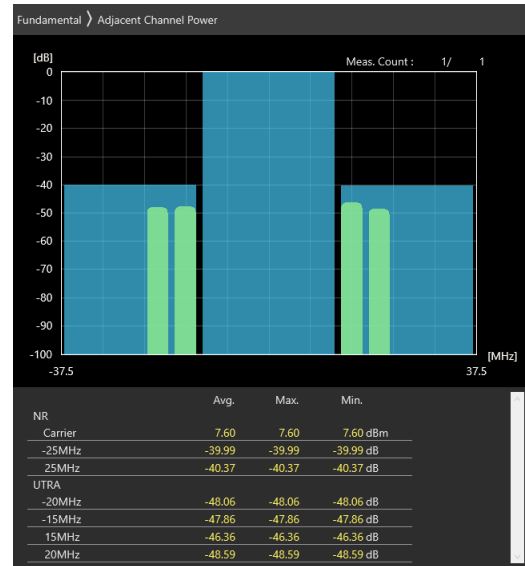 Fundamental 〉 Adjacent Channel Power
[dB]
Meas. Count : 1/ 1
0
-10
-20
-30
-40
-50
-60
-70
-80
-90
-100
[MHz]
-37.5 37.5
Avg. Max. Min.
NR
Carrier 7.60 7.60 7.60 dBm
-25MHz -39.99 -39.99 -39.99 dB
25MHz -40.37 -40.37 -40.37 dB
UTRA
-20MHz -48.06 -48.06 -48.06 dB
-15MHz -47.86 -47.86 -47.86 dB
15MHz -46.36 -46.36 -46.36 dB
20MHz -48.59 -48.59 -48.59 dB